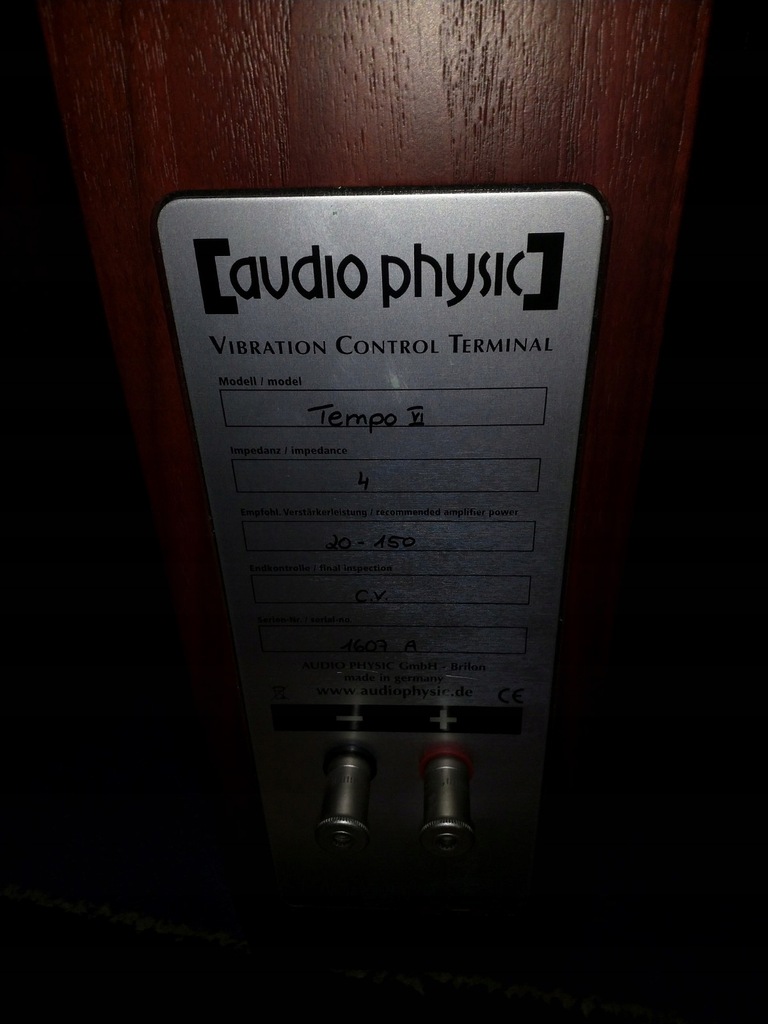 [audio physic]
VIBRATION CONTROL TERMINAL
Modell / model
Tempo VI
Impedanz / impedance
4
Empfohl. Verstärkerleistung / recommended amplifier power
20 - 150
Endkontrolle / final inspection
C.V.
Serien-Nr. / serial-no
1607 A
AUDIO PHYSIC GmbH - Brilon
made in germany
www.audiophysic.de
CE
- +